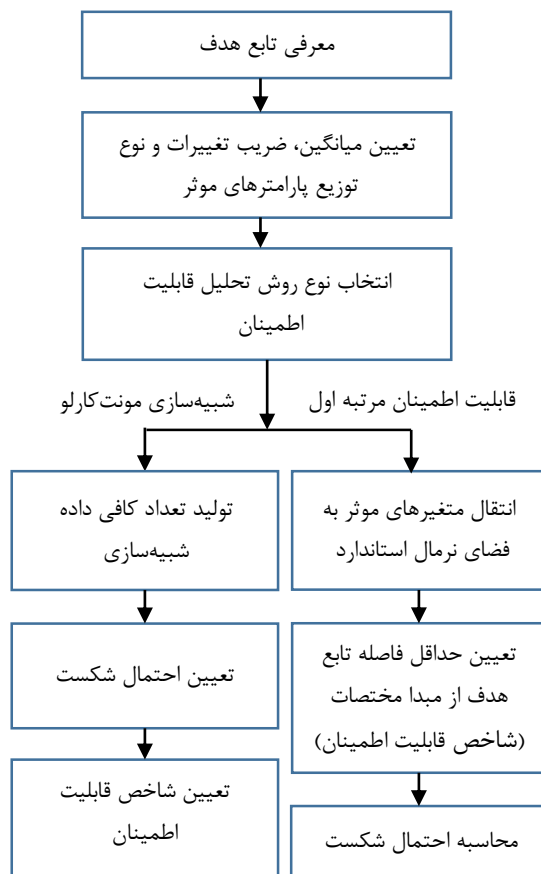 معرفی تابع هدف
تعیین میانگین، ضریب تغییرات و نوع
توزیع پارامترهای موثر
انتخاب نوع روش تحلیل قابلیت
اطمینان
قابلیت اطمینان مرتبه اول
شبیه‌سازی مونت‌کارلو
انتقال متغیرهای موثر به
فضای نرمال استاندارد
تعیین حداقل فاصله تابع
هدف از مبدا مختصات
(شاخص قابلیت اطمینان)
محاسبه احتمال شکست
تولید تعداد کافی داده
شبیه‌سازی
تعیین احتمال شکست
تعیین شاخص قابلیت
اطمینان